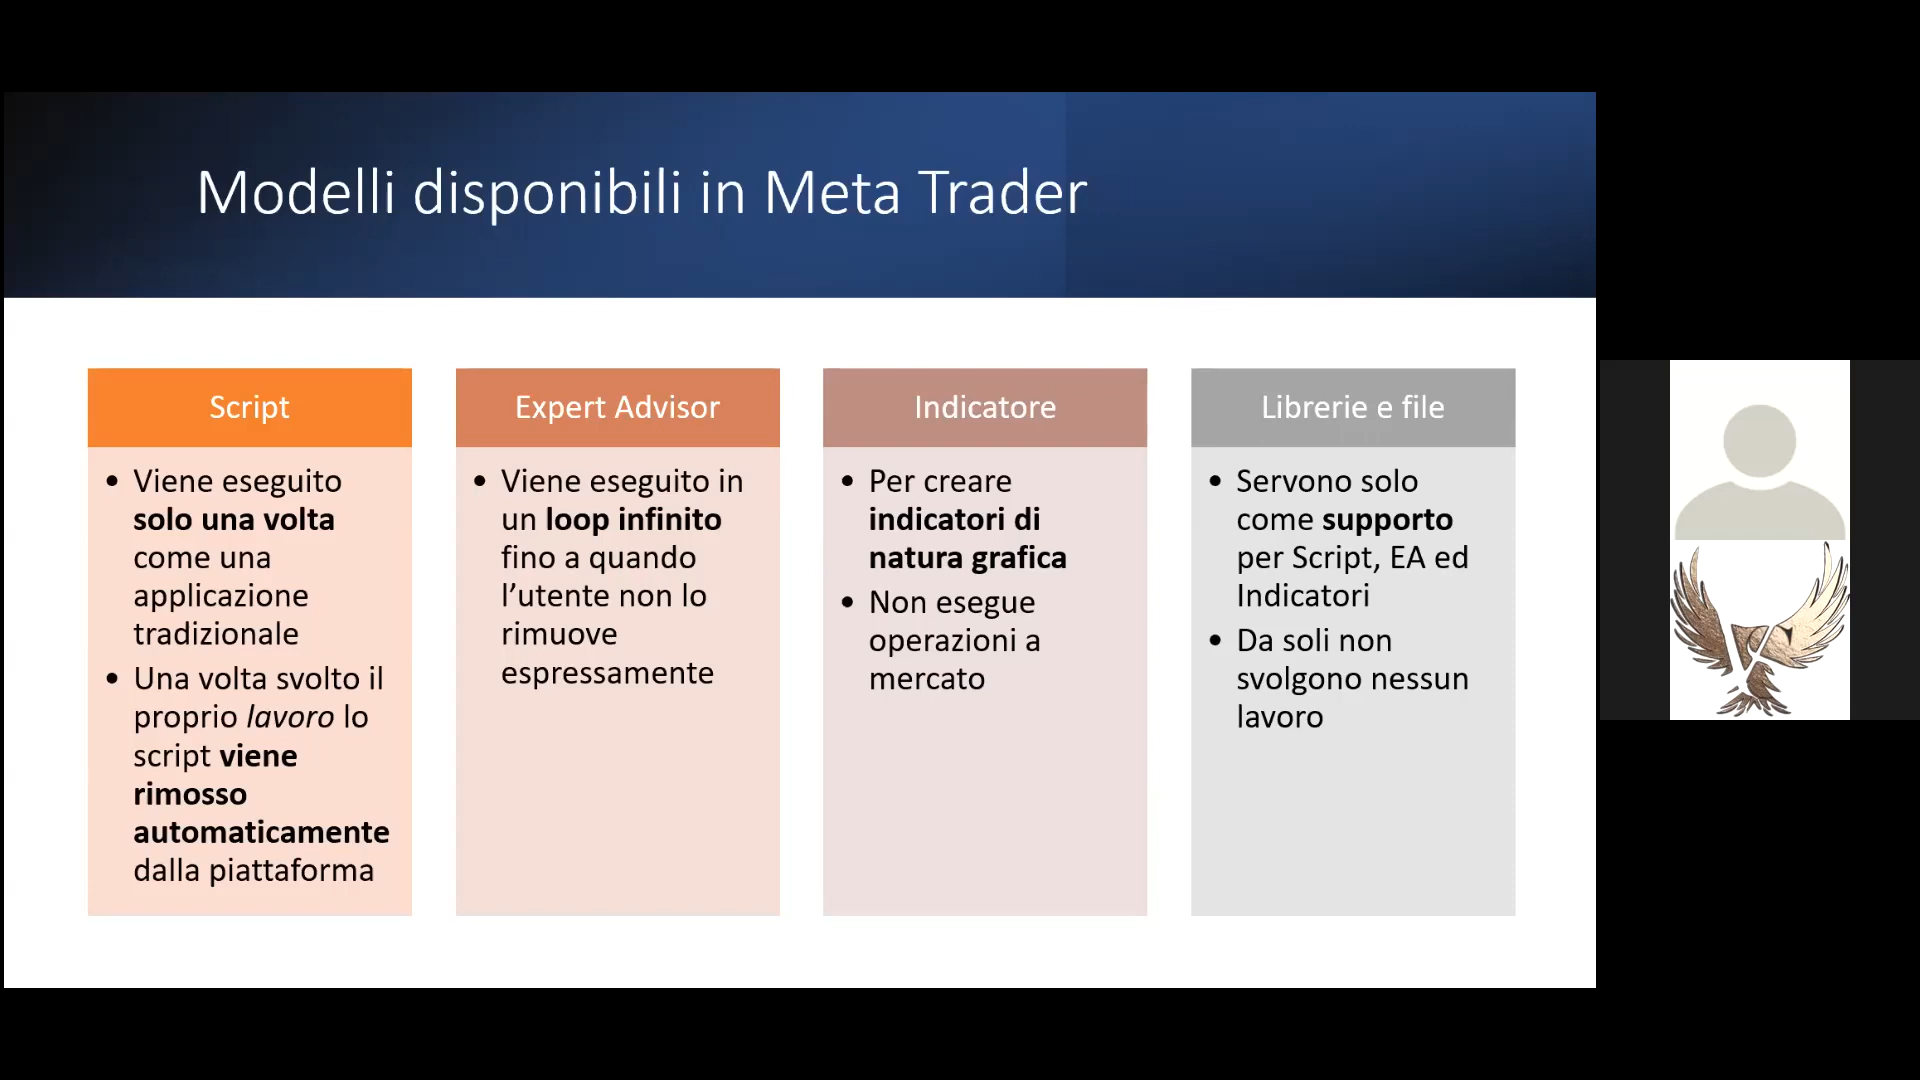 Modelli disponibili in Meta Trader
Script
• Viene eseguito
solo una volta
come una
applicazione
tradizionale
• Una volta svolto il
proprio lavoro lo
script viene
rimosso
automaticamente
dalla piattaforma
Expert Advisor
• Viene eseguito in
un loop infinito
fino a quando
l’utente non lo
rimuove
espressamente
Indicatore
• Per creare
indicatori di
natura grafica
• Non esegue
operazioni a
mercato
Librerie e file
• Servono solo
come supporto
per Script, EA ed
Indicatori
• Da soli non
svolgono nessun
lavoro